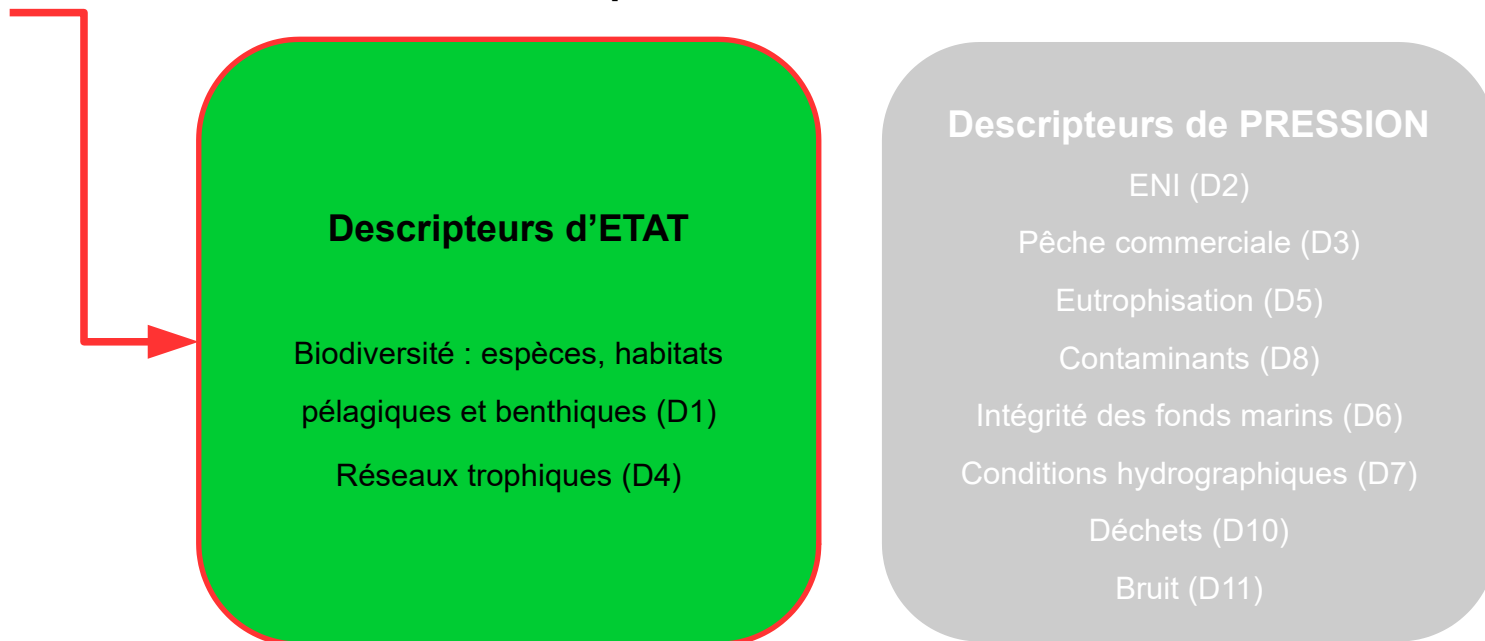 Descripteurs d’ETAT
Biodiversité : espèces, habitats
pélagiques et benthiques (D1)
Réseaux trophiques (D4)
Descripteurs de PRESSION
ENI (D2)
Pêche commerciale (D3)
Eutrophisation (D5)
Contaminants (D8)
Intégrité des fonds marins (D6)
Conditions hydrographiques (D7)
Déchets (D10)
Bruit (D11)